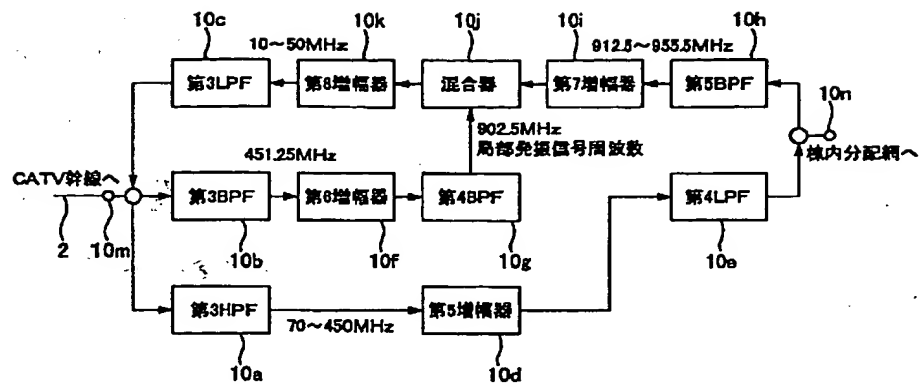 10c
10k
10j
10i
10h
10~50MHz
912.5~955.5MHz
第3LPF
第8増幅器
混合器
第7増幅器
第5BPF
10n
902.5MHz
局部発振信号周波数
棟内分配網へ
451.25MHz
CATV幹線へ
第3BPF
第6増幅器
第4BPF
第4LPF
2
10m
10b
10f
10g
10e
第3HPF
70~450MHz
第5増幅器
10a
10d